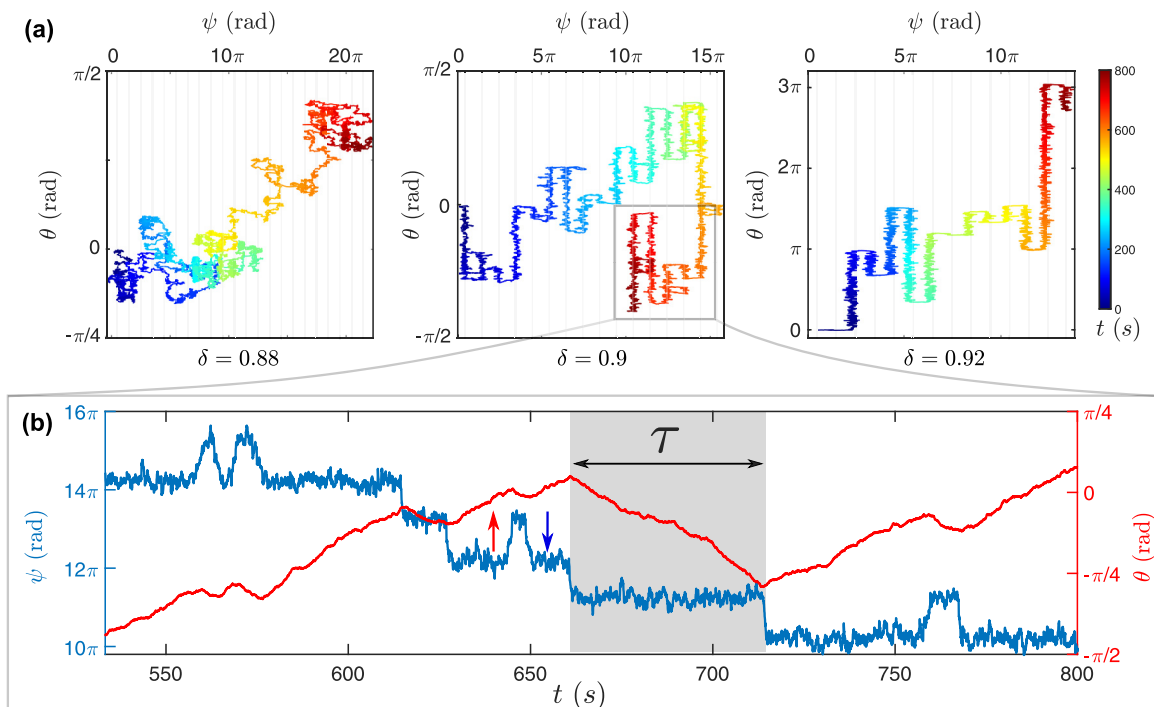 (a)
ψ (rad)
ψ (rad)
ψ (rad)
0 10π 20π
0 5π 10π 15π
0 5π 10π
π/2
0
-π/4
θ (rad)
π/2
0
-π/2
θ (rad)
3π
2π
π
0
θ (rad)
800
600
400
200
0
t (s)
δ = 0.88
δ = 0.9
δ = 0.92
(b)
16π
14π
12π
10π
ψ (rad)
τ
π/4
0
-π/4
-π/2
θ (rad)
550 600 650 700 750 800
t (s)